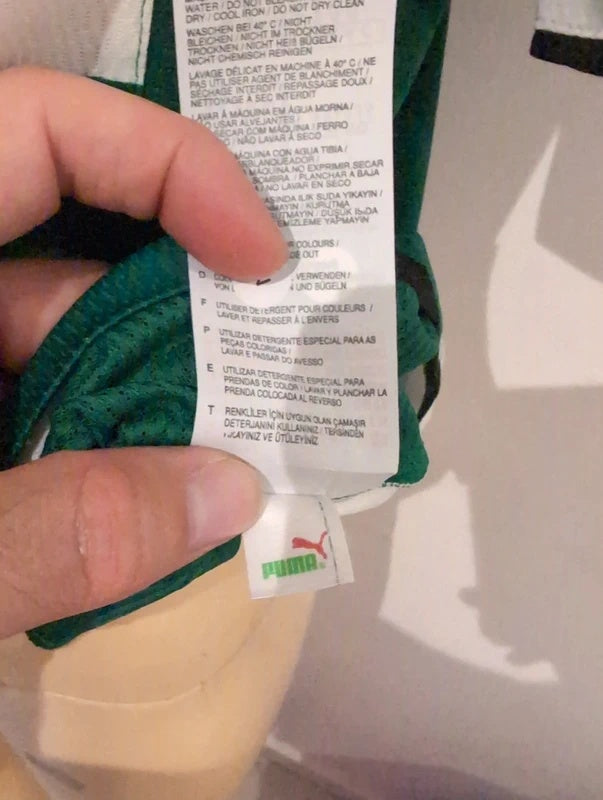 WATER / DO NOT
DRY / COOL IRON / DO NOT DRY CLEAN
WASCHEN BEI 40° C / NICHT
BLEICHEN / NICHT IM TROCKNER
TROCKNEN / NICHT HEIß BÜGELN /
NICHT CHEMISCH REINIGEN
LAVAGE DÉLICAT EN MACHINE À 40° C / NE
PAS UTILISER AGENT DE BLANCHIMENT /
SÉCHAGE INTERDIT / REPASSAGE DOUX /
NETTOYAGE À SEC INTERDIT
LAVAR À MÁQUINA EM ÁGUA MORNA /
USAR ALVEJANTES /
SECAR COM MÁQUINA / FERRO
/ NÃO LAVAR À SECO
MÁQUINA CON AGUA TIBIA /
MÁQUINA.NO EXPRIMIR.SECAR
SOMBRA / PLANCHAR A BAJA
/ NO LAVAR EN SECO
ILIK SUDA YIKAYIN /
/ KURUTMA
/ DÜŞÜK ISIDA
YAPMAYIN
COLOURS /
OUT
D VERWENDEN /
VON UND BÜGELN
F UTILISER DETERGENT POUR COULEURS /
LAVER ET REPASSER À L'ENVERS
P UTILIZAR DETERGENTE ESPECIAL PARA AS
PEÇAS COLORIDAS /
LAVAR E PASSAR DO AVESSO
E UTILIZAR DETERGENTE ESPECIAL PARA
PRENDAS DE COLOR / LAVAR Y PLANCHAR LA
PRENDA COLOCADA AL REVERSO
T RENKLİLER İÇİN UYGUN OLAN ÇAMAŞIR
DETERJANINI KULLANINIZ / TERSİNDEN
YIKAYINIZ VE ÜTÜLEYİNİZ
PUMA®